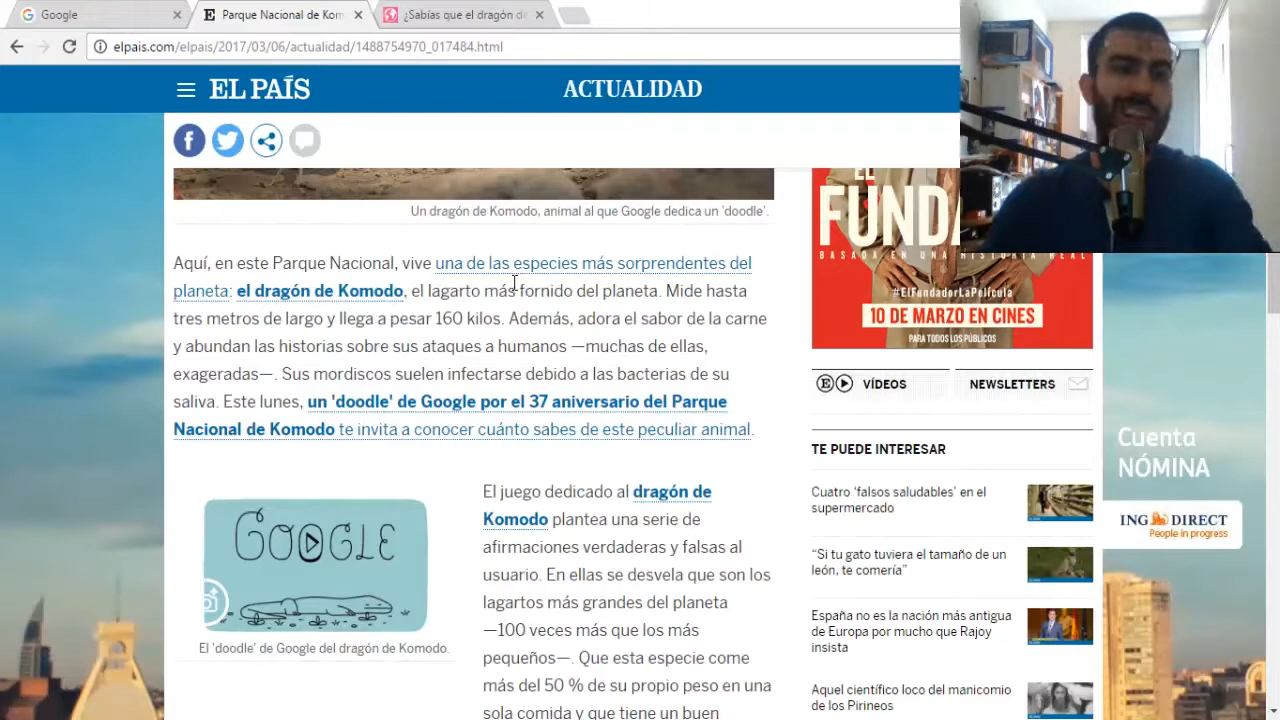 Google
Parque Nacional de Kom
¿Sabías que el dragón de
elpais.com/elpais/2017/03/06/actualidad/1488754970_017484.html
EL PAÍS
ACTUALIDAD
Un dragón de Komodo, animal al que Google dedica un 'doodle'.
Aquí, en este Parque Nacional, vive una de las especies más sorprendentes del
planeta: el dragón de Komodo, el lagarto más fornido del planeta. Mide hasta
tres metros de largo y llega a pesar 160 kilos. Además, adora el sabor de la carne
y abundan las historias sobre sus ataques a humanos —muchas de ellas,
exageradas—. Sus mordiscos suelen infectarse debido a las bacterias de su
saliva. Este lunes, un 'doodle' de Google por el 37 aniversario del Parque
Nacional de Komodo te invita a conocer cuánto sabes de este peculiar animal.
GOOGLE
El 'doodle' de Google del dragón de Komodo.
El juego dedicado al dragón de
Komodo plantea una serie de
afirmaciones verdaderas y falsas al
usuario. En ellas se desvela que son los
lagartos más grandes del planeta
—100 veces más que los más
pequeños—. Que esta especie come
más del 50 % de su propio peso en una
sola comida y que tiene un buen
EL
FUNDA
BASADA EN UNA HISTORIA REAL
#ElFundadorLaPelícula
10 DE MARZO EN CINES
PARA TODOS LOS PÚBLICOS
E VÍDEOS
NEWSLETTERS
TE PUEDE INTERESAR
Cuatro 'falsos saludables' en el
supermercado
“Si tu gato tuviera el tamaño de un
león, te comería”
España no es la nación más antigua
de Europa por mucho que Rajoy
insista
Aquel científico loco del manicomio
de los Pirineos
Cuenta
NÓMINA
ING DIRECT
People in progress